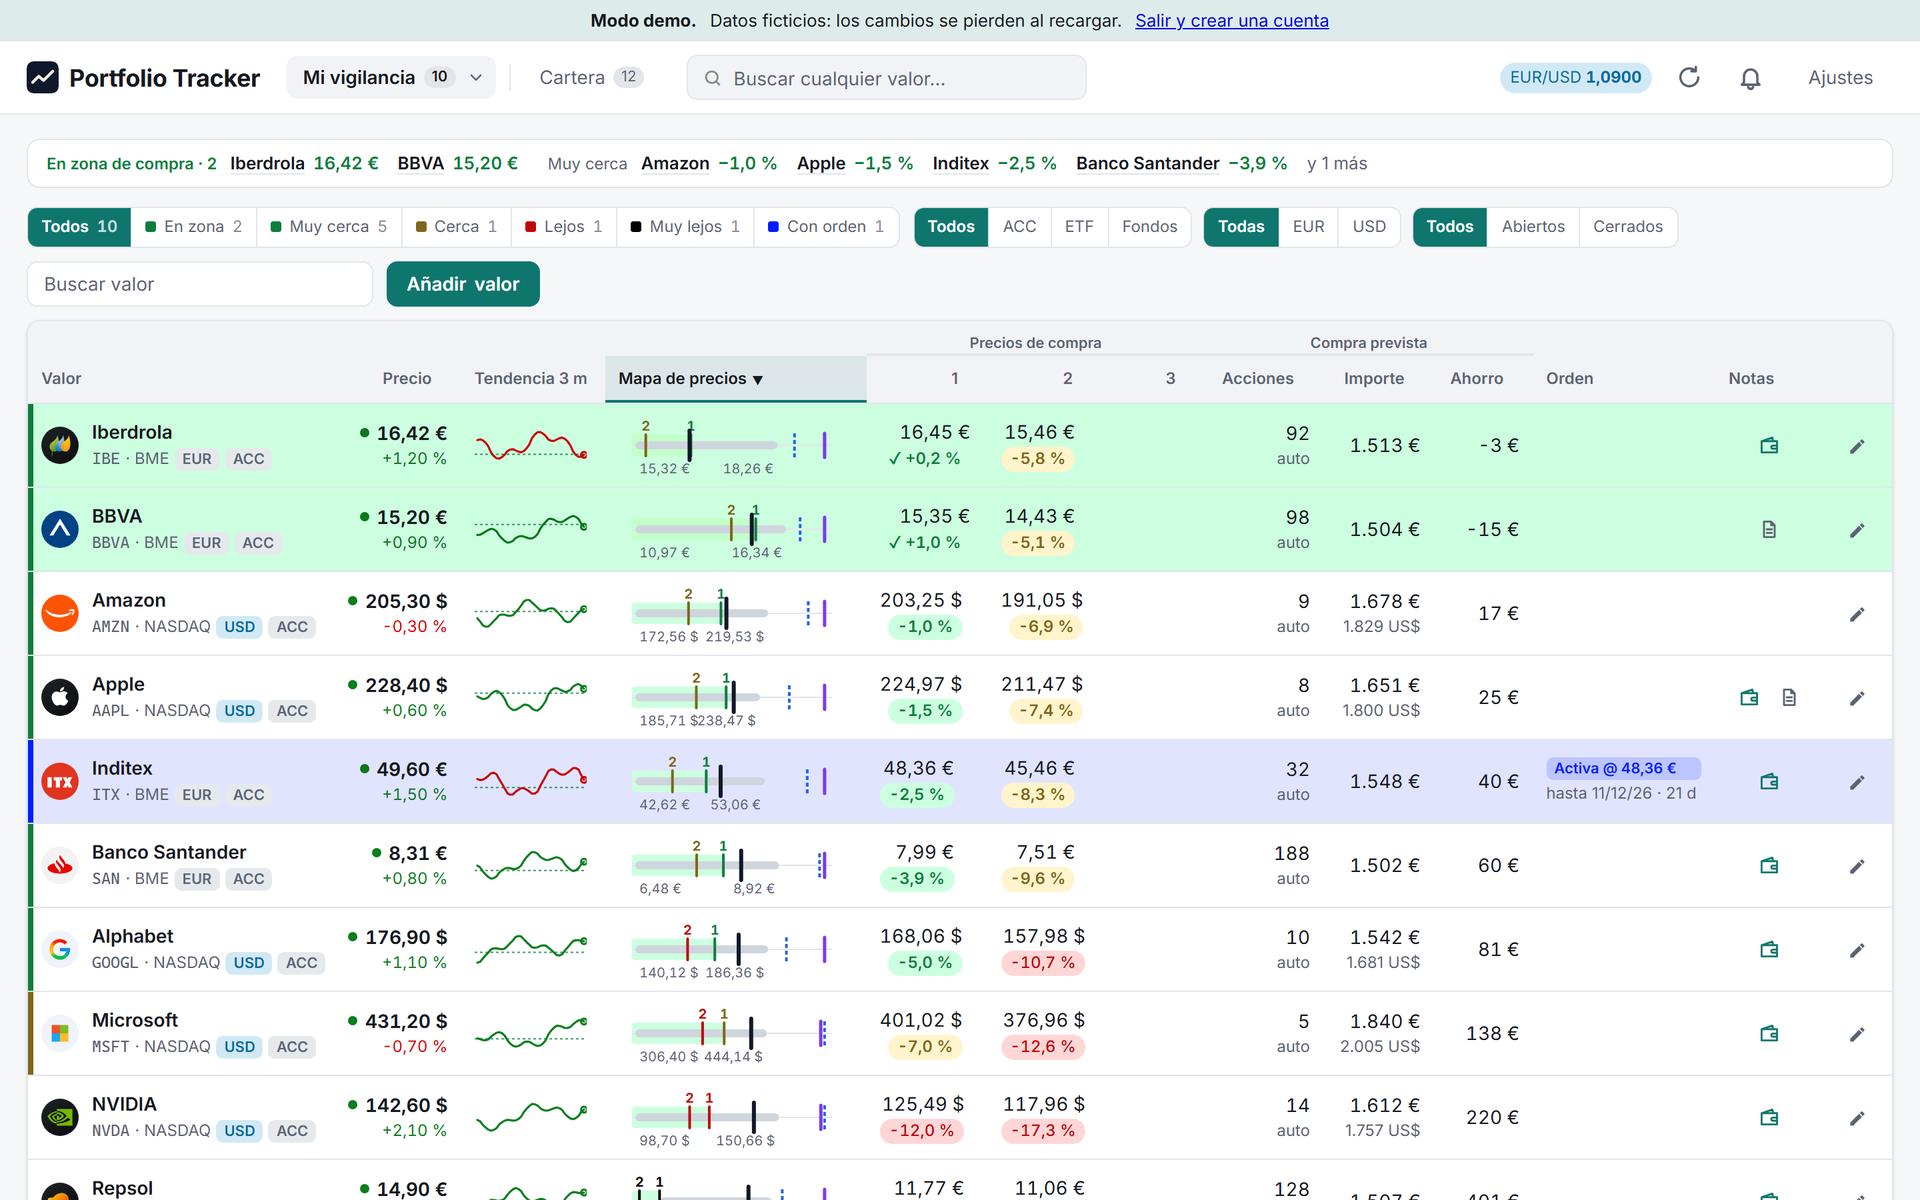 Modo demo. Datos ficticios: los cambios se pierden al recargar. Salir y crear una cuenta
Portfolio Tracker Mi vigilancia 10 Cartera 12 Buscar cualquier valor... EUR/USD 1,0900 Ajustes
En zona de compra · 2 Iberdrola 16,42 € BBVA 15,20 € Muy cerca Amazon −1,0 % Apple −1,5 % Inditex −2,5 % Banco Santander −3,9 % y 1 más
Todos 10 En zona 2 Muy cerca 5 Cerca 1 Lejos 1 Muy lejos 1 Con orden 1 Todos ACC ETF Fondos Todas EUR USD Todos Abiertos Cerrados
Buscar valor Añadir valor
Precios de compra Compra prevista
Valor Precio Tendencia 3 m Mapa de precios ▼ 1 2 3 Acciones Importe Ahorro Orden Notas
Iberdrola 16,42 € 2 1 16,45 € 15,46 € 92 1.513 € -3 €
IBE · BME EUR ACC +1,20 % 15,32 € 18,26 € ✓ +0,2 % -5,8 % auto
BBVA 15,20 € 2 1 15,35 € 14,43 € 98 1.504 € -15 €
BBVA · BME EUR ACC +0,90 % 10,97 € 16,34 € ✓ +1,0 % -5,1 % auto
Amazon 205,30 $ 2 1 203,25 $ 191,05 $ 9 1.678 € 17 €
AMZN · NASDAQ USD ACC -0,30 % 172,56 $ 219,53 $ -1,0 % -6,9 % auto 1.829 US$
Apple 228,40 $ 2 1 224,97 $ 211,47 $ 8 1.651 € 25 €
AAPL · NASDAQ USD ACC +0,60 % 185,71 $ 238,47 $ -1,5 % -7,4 % auto 1.800 US$
ITX Inditex 49,60 € 2 1 48,36 € 45,46 € 32 1.548 € 40 € Activa @ 48,36 €
ITX · BME EUR ACC +1,50 % 42,62 € 53,06 € -2,5 % -8,3 % auto hasta 11/12/26 · 21 d
Banco Santander 8,31 € 2 1 7,99 € 7,51 € 188 1.502 € 60 €
SAN · BME EUR ACC +0,80 % 6,48 € 8,92 € -3,9 % -9,6 % auto
Alphabet 176,90 $ 2 1 168,06 $ 157,98 $ 10 1.542 € 81 €
GOOGL · NASDAQ USD ACC +1,10 % 140,12 $ 186,36 $ -5,0 % -10,7 % auto 1.681 US$
Microsoft 431,20 $ 2 1 401,02 $ 376,96 $ 5 1.840 € 138 €
MSFT · NASDAQ USD ACC -0,70 % 306,40 $ 444,14 $ -7,0 % -12,6 % auto 2.005 US$
NVIDIA 142,60 $ 2 1 125,49 $ 117,96 $ 14 1.612 € 220 €
NVDA · NASDAQ USD ACC +2,10 % 98,70 $ 150,66 $ -12,0 % -17,3 % auto 1.757 US$
Repsol 14,90 € 2 1 11,77 € 11,06 € 128